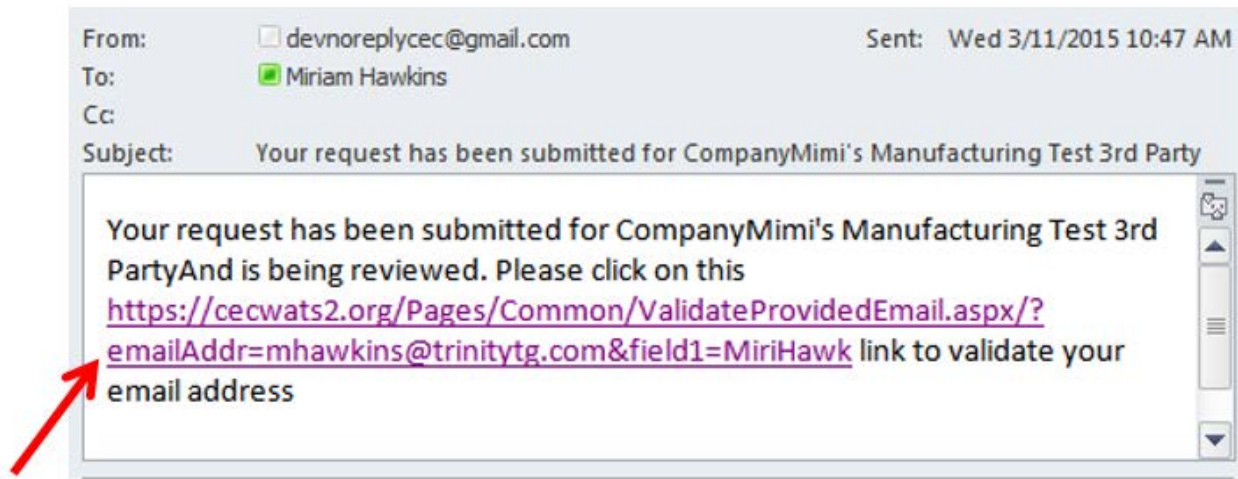 From: devnoreplycec@gmail.com Sent: Wed 3/11/2015 10:47 AM
To: Miriam Hawkins
Cc:
Subject: Your request has been submitted for CompanyMimi's Manufacturing Test 3rd Party
Your request has been submitted for CompanyMimi's Manufacturing Test 3rd
PartyAnd is being reviewed. Please click on this
https://cecwats2.org/Pages/Common/ValidateProvidedEmail.aspx/?
emailAddr=mhawkins@trinitytg.com&field1=MiriHawk link to validate your
email address